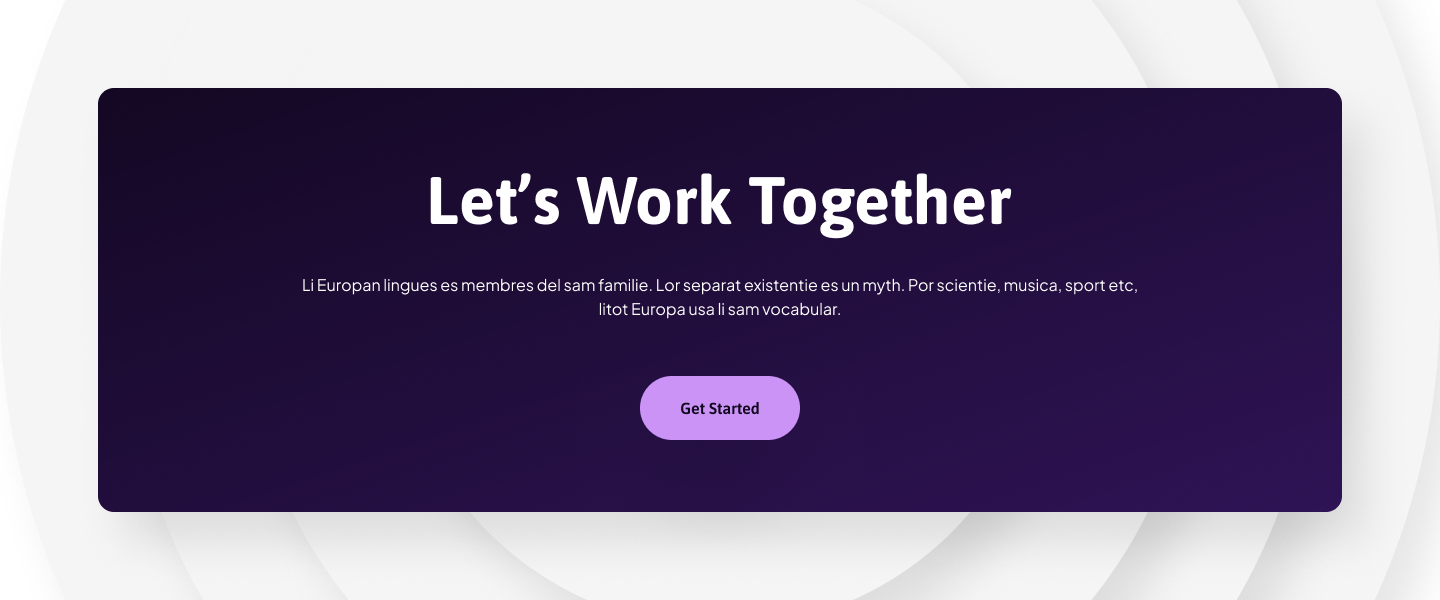 Let’s Work Together
Li Europan lingues es membres del sam familie. Lor separat existentie es un myth. Por scientie, musica, sport etc,
litot Europa usa li sam vocabular.
Get Started